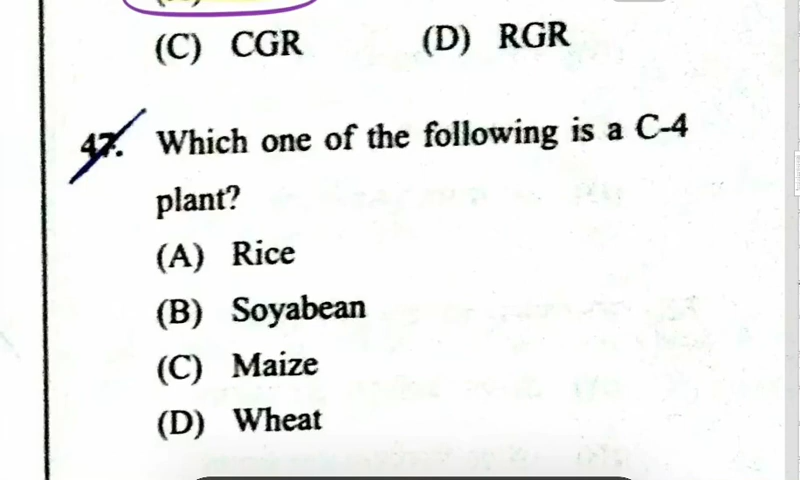 (C) CGR (D) RGR
47. Which one of the following is a C-4
plant?
(A) Rice
(B) Soyabean
(C) Maize
(D) Wheat